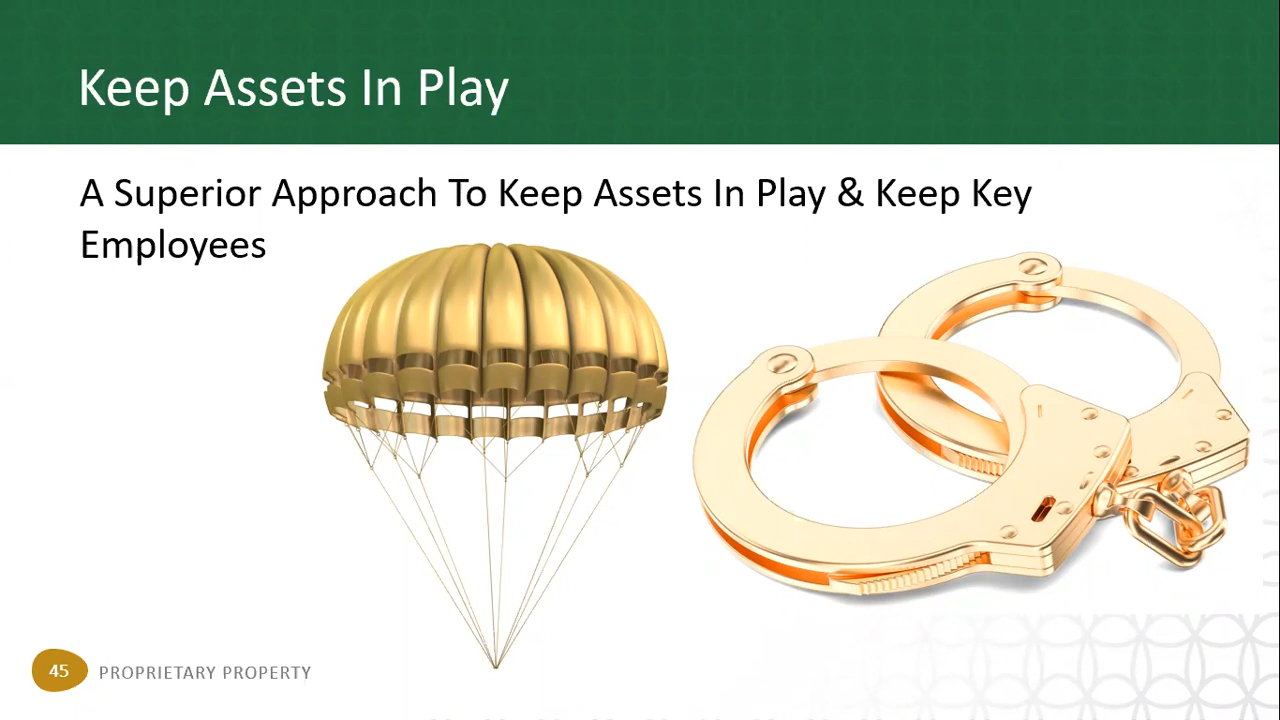 Keep Assets In Play
A Superior Approach To Keep Assets In Play & Keep Key
Employees
45 PROPRIETARY PROPERTY